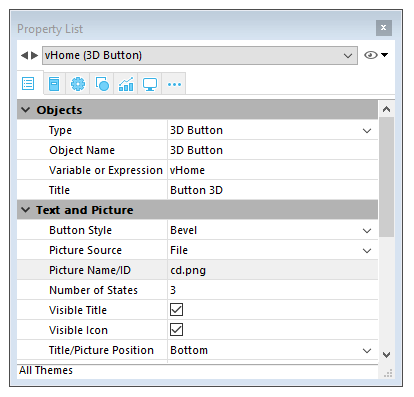 Property List
vHome (3D Button)
Objects
Type 3D Button
Object Name 3D Button
Variable or Expression vHome
Title Button 3D
Text and Picture
Button Style Bevel
Picture Source File
Picture Name/ID cd.png
Number of States 3
Visible Title
Visible Icon
Title/Picture Position Bottom
All Themes